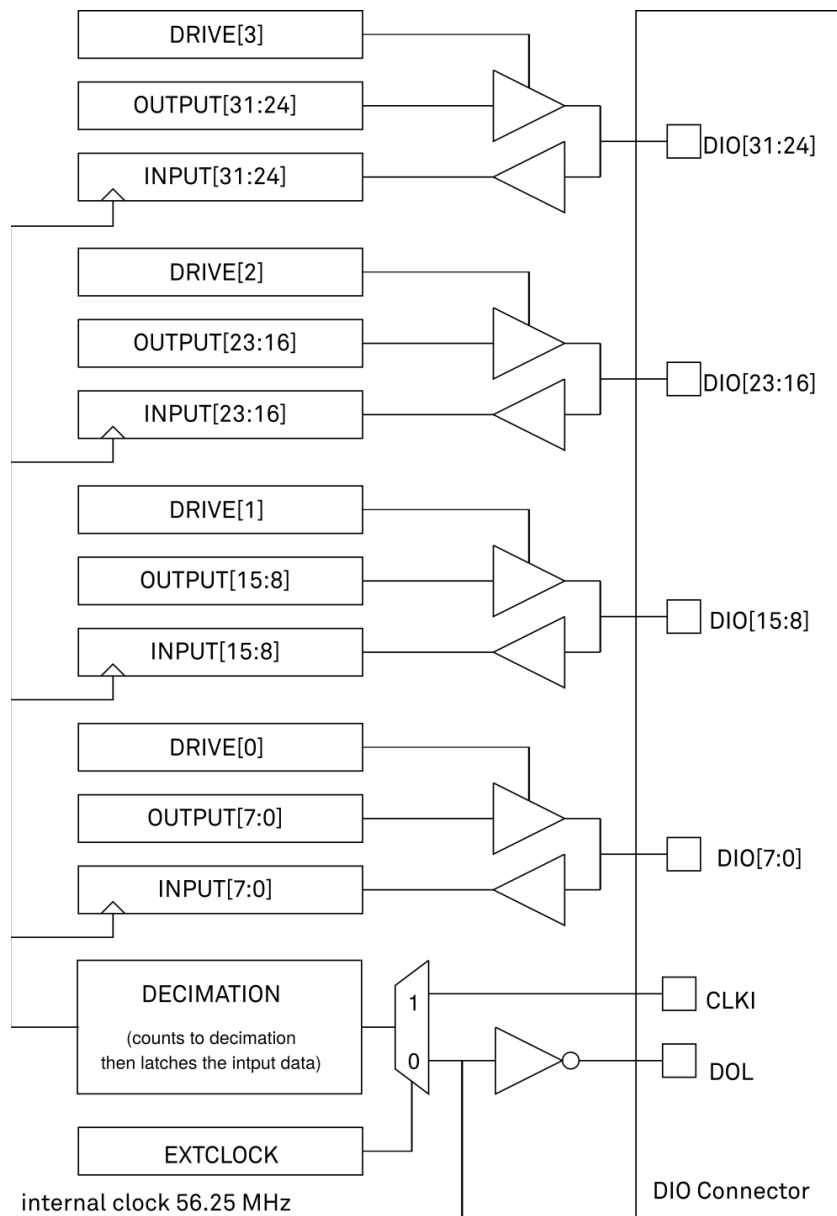 DRIVE[3]
OUTPUT[31:24]
INPUT[31:24]
DIO[31:24]
DRIVE[2]
OUTPUT[23:16]
INPUT[23:16]
DIO[23:16]
DRIVE[1]
OUTPUT[15:8]
INPUT[15:8]
DIO[15:8]
DRIVE[0]
OUTPUT[7:0]
INPUT[7:0]
DIO[7:0]
DECIMATION
(counts to decimation
then latches the intput data)
1
0
CLKI
DOL
EXTCLOCK
internal clock 56.25 MHz
DIO Connector